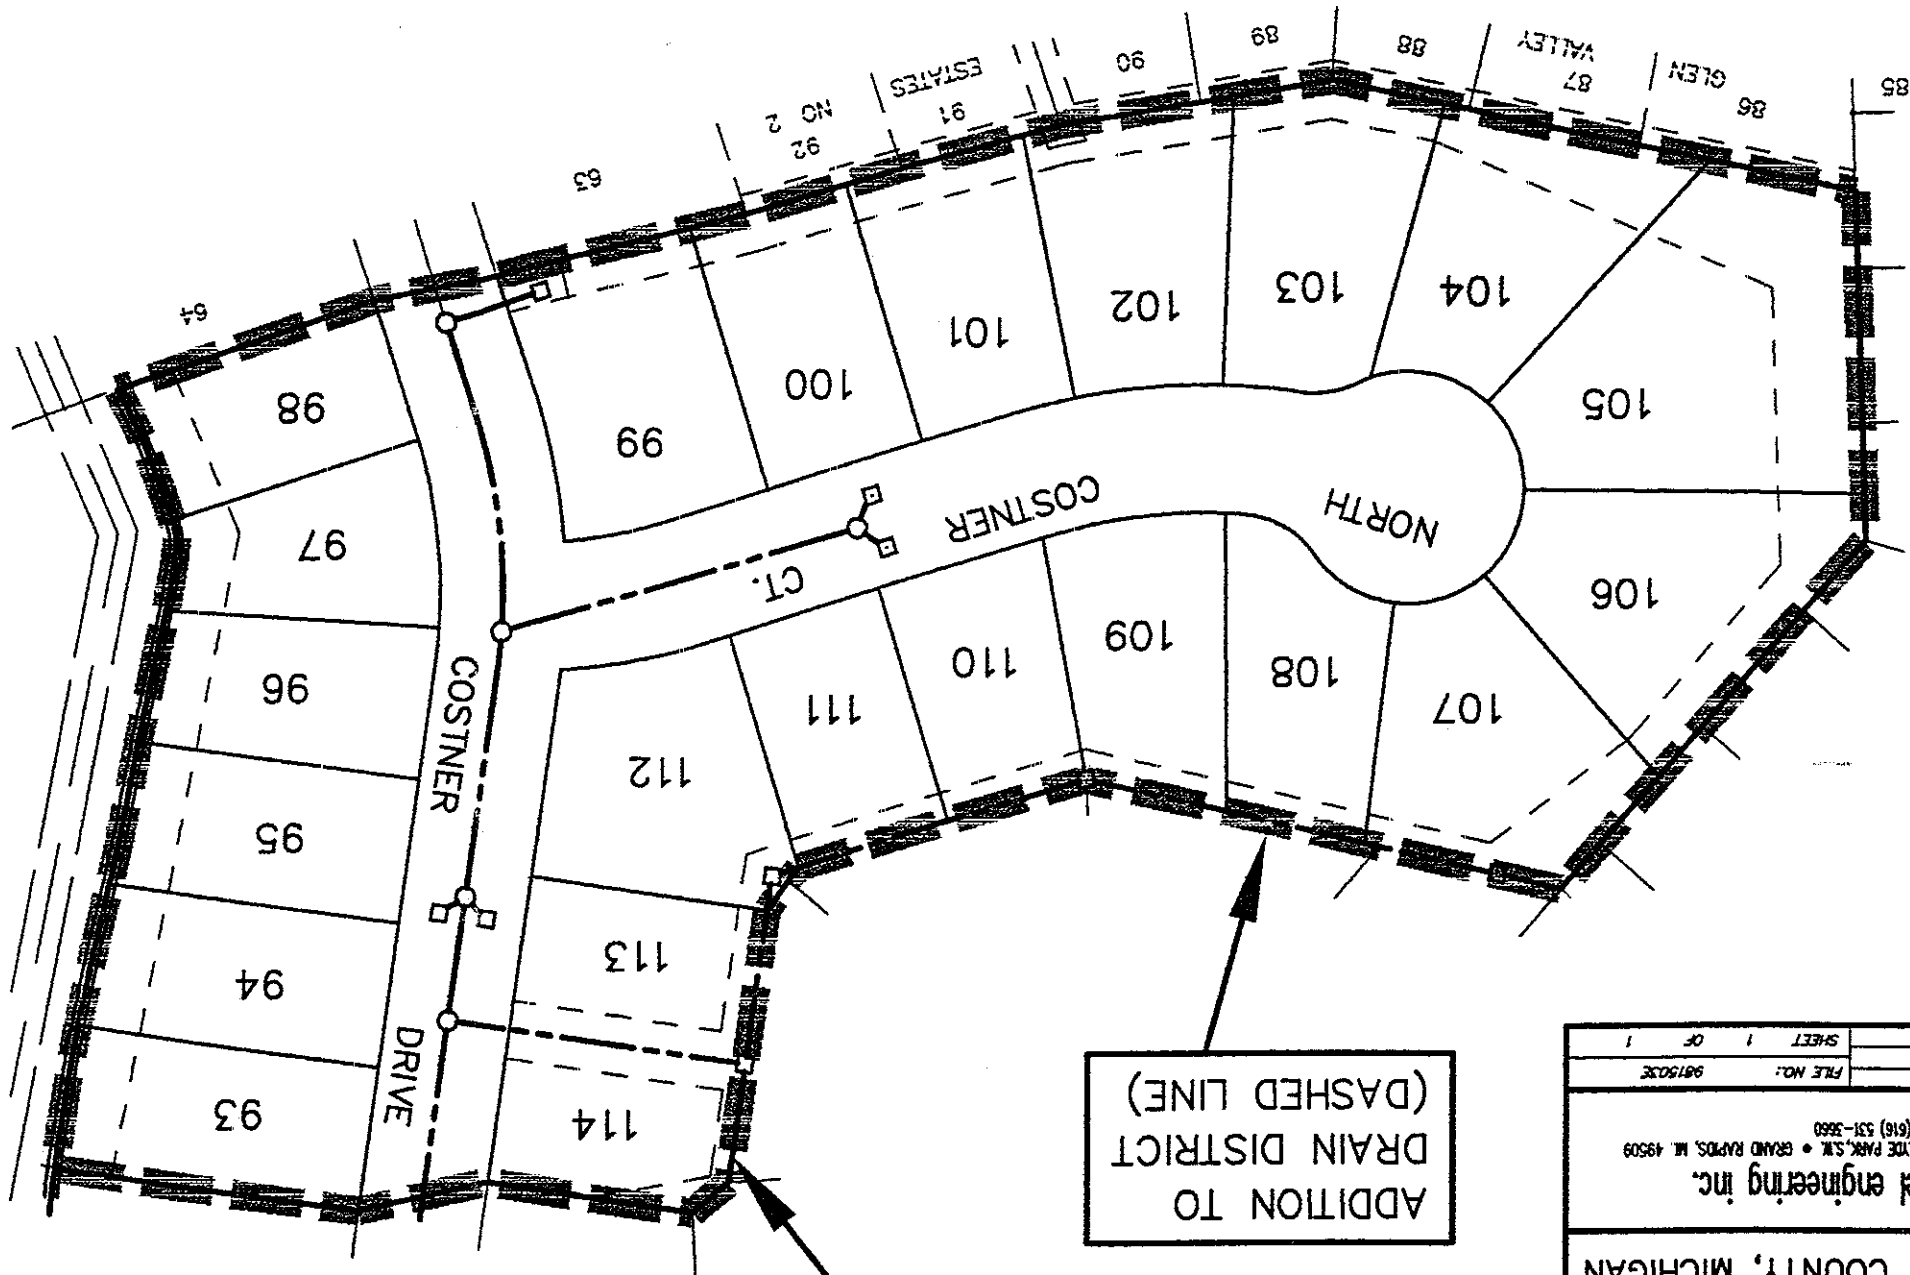 COUNTY, MICHIGAN
engineering inc.
PARK, S.W. • GRAND RAPIDS, MI. 49509
(616) 531-3660
FILE NO.: 981503E
SHEET 1 OF 1
ADDITION TO
DRAIN DISTRICT
(DASHED LINE)
114
93
DRIVE
113
94
95
112
COSTNER
96
111
110
109
108
107
106
CT.
97
NORTH
COSTNER
98
99
100
101
102
103
104
105
64
63
92
NO 2
91
ESTATES
90
89
88
87
VALLEY
86
GLEN
85